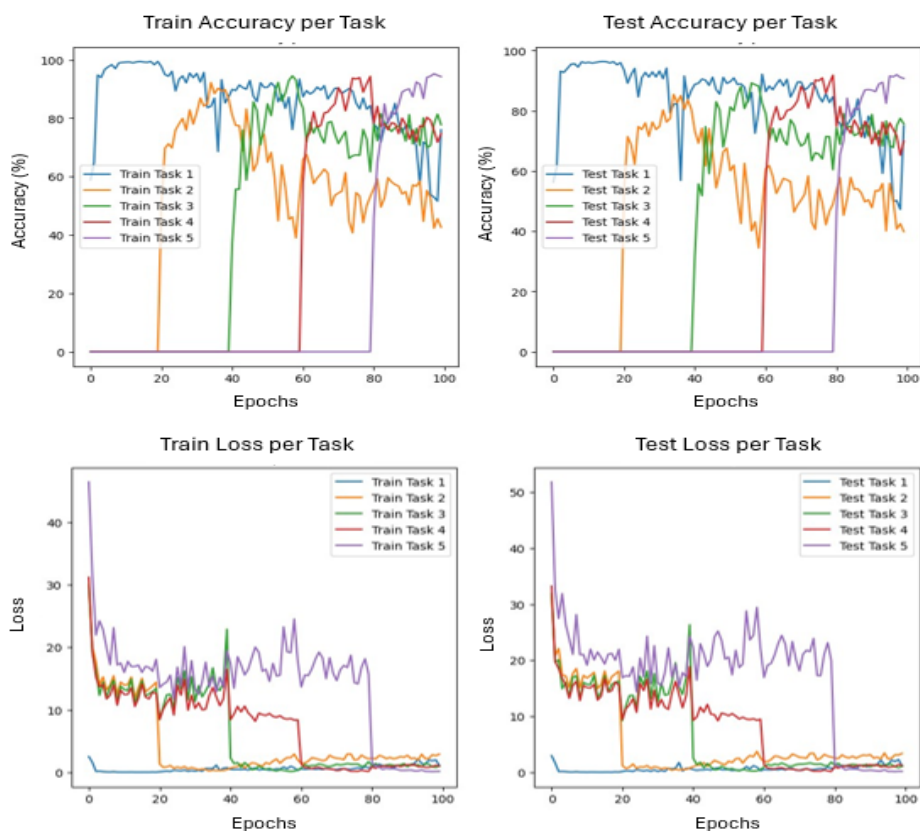 Train Accuracy per Task
Test Accuracy per Task
100
80
60
40
20
0
Accuracy (%)
Train Task 1
Train Task 2
Train Task 3
Train Task 4
Train Task 5
0 20 40 60 80 100
Epochs
100
80
60
40
20
0
Accuracy (%)
Test Task 1
Test Task 2
Test Task 3
Test Task 4
Test Task 5
0 20 40 60 80 100
Epochs
Train Loss per Task
Test Loss per Task
40
30
20
10
0
Loss
Train Task 1
Train Task 2
Train Task 3
Train Task 4
Train Task 5
0 20 40 60 80 100
Epochs
50
40
30
20
10
0
Loss
Test Task 1
Test Task 2
Test Task 3
Test Task 4
Test Task 5
0 20 40 60 80 100
Epochs